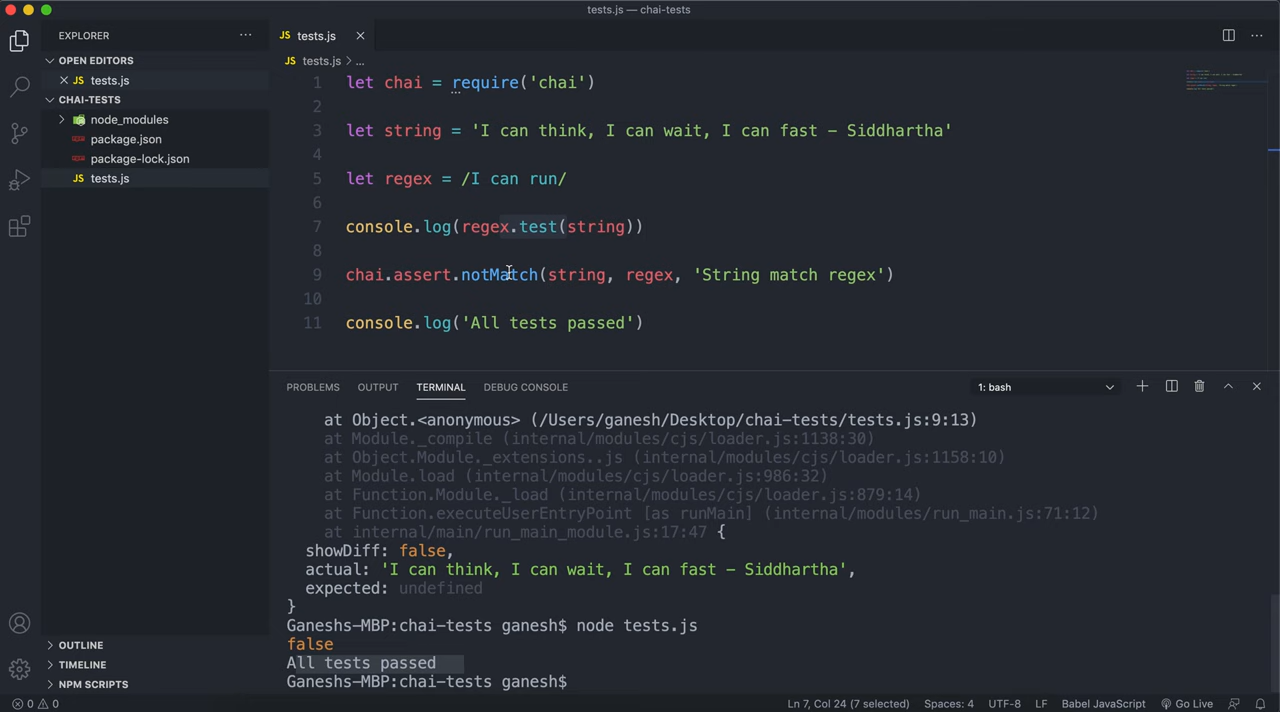 tests.js — chai-tests
EXPLORER ...
OPEN EDITORS
JS tests.js
CHAI-TESTS
node_modules
package.json
package-lock.json
JS tests.js
OUTLINE
TIMELINE
NPM SCRIPTS
JS tests.js
JS tests.js > ...
1 let chai = require('chai')
2
3 let string = 'I can think, I can wait, I can fast - Siddhartha'
4
5 let regex = /I can run/
6
7 console.log(regex.test(string))
8
9 chai.assert.notMatch(string, regex, 'String match regex')
10
11 console.log('All tests passed')
PROBLEMS OUTPUT TERMINAL DEBUG CONSOLE 1: bash
at Object.<anonymous> (/Users/ganesh/Desktop/chai-tests/tests.js:9:13)
at Module._compile (internal/modules/cjs/loader.js:1138:30)
at Object.Module._extensions..js (internal/modules/cjs/loader.js:1158:10)
at Module.load (internal/modules/cjs/loader.js:986:32)
at Function.Module._load (internal/modules/cjs/loader.js:879:14)
at Function.executeUserEntryPoint [as runMain] (internal/modules/run_main.js:71:12)
at internal/main/run_main_module.js:17:47 {
showDiff: false,
actual: 'I can think, I can wait, I can fast - Siddhartha',
expected: undefined
}
Ganeshs-MBP:chai-tests ganesh$ node tests.js
false
All tests passed
Ganeshs-MBP:chai-tests ganesh$
0 0 Ln 7, Col 24 (7 selected) Spaces: 4 UTF-8 LF Babel JavaScript Go Live